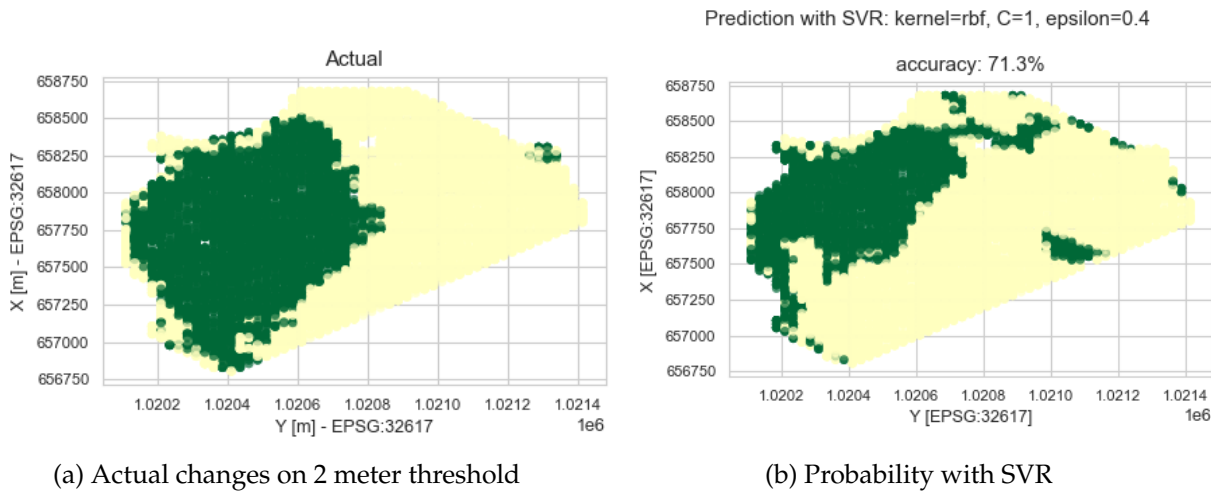 Prediction with SVR: kernel=rbf, C=1, epsilon=0.4
Actual
658750
658500
658250
658000
657750
657500
657250
657000
656750
X [m] - EPSG:32617
1.0202 1.0204 1.0206 1.0208 1.0210 1.0212 1.0214
1e6
Y [m] - EPSG:32617
accuracy: 71.3%
658750
658500
658250
658000
657750
657500
657250
657000
656750
X [EPSG:32617]
1.0202 1.0204 1.0206 1.0208 1.0210 1.0212 1.0214
1e6
Y [EPSG:32617]
(a) Actual changes on 2 meter threshold
(b) Probability with SVR